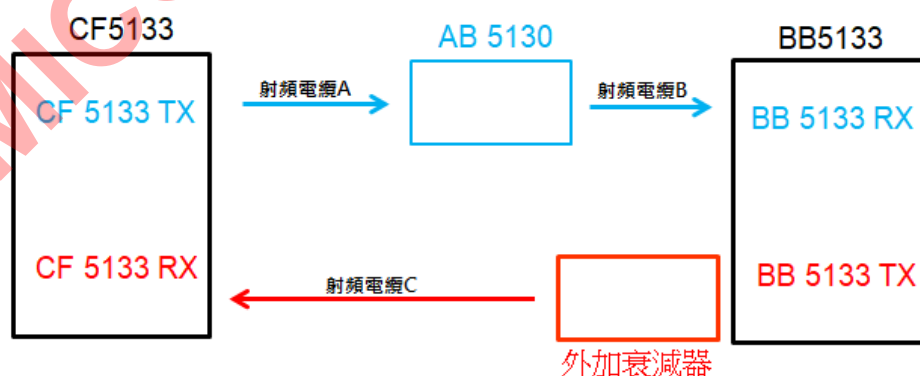 CF5133
AB 5130
BB5133
CF 5133 TX
射頻電纜A
射頻電纜B
BB 5133 RX
CF 5133 RX
射頻電纜C
BB 5133 TX
外加衰減器